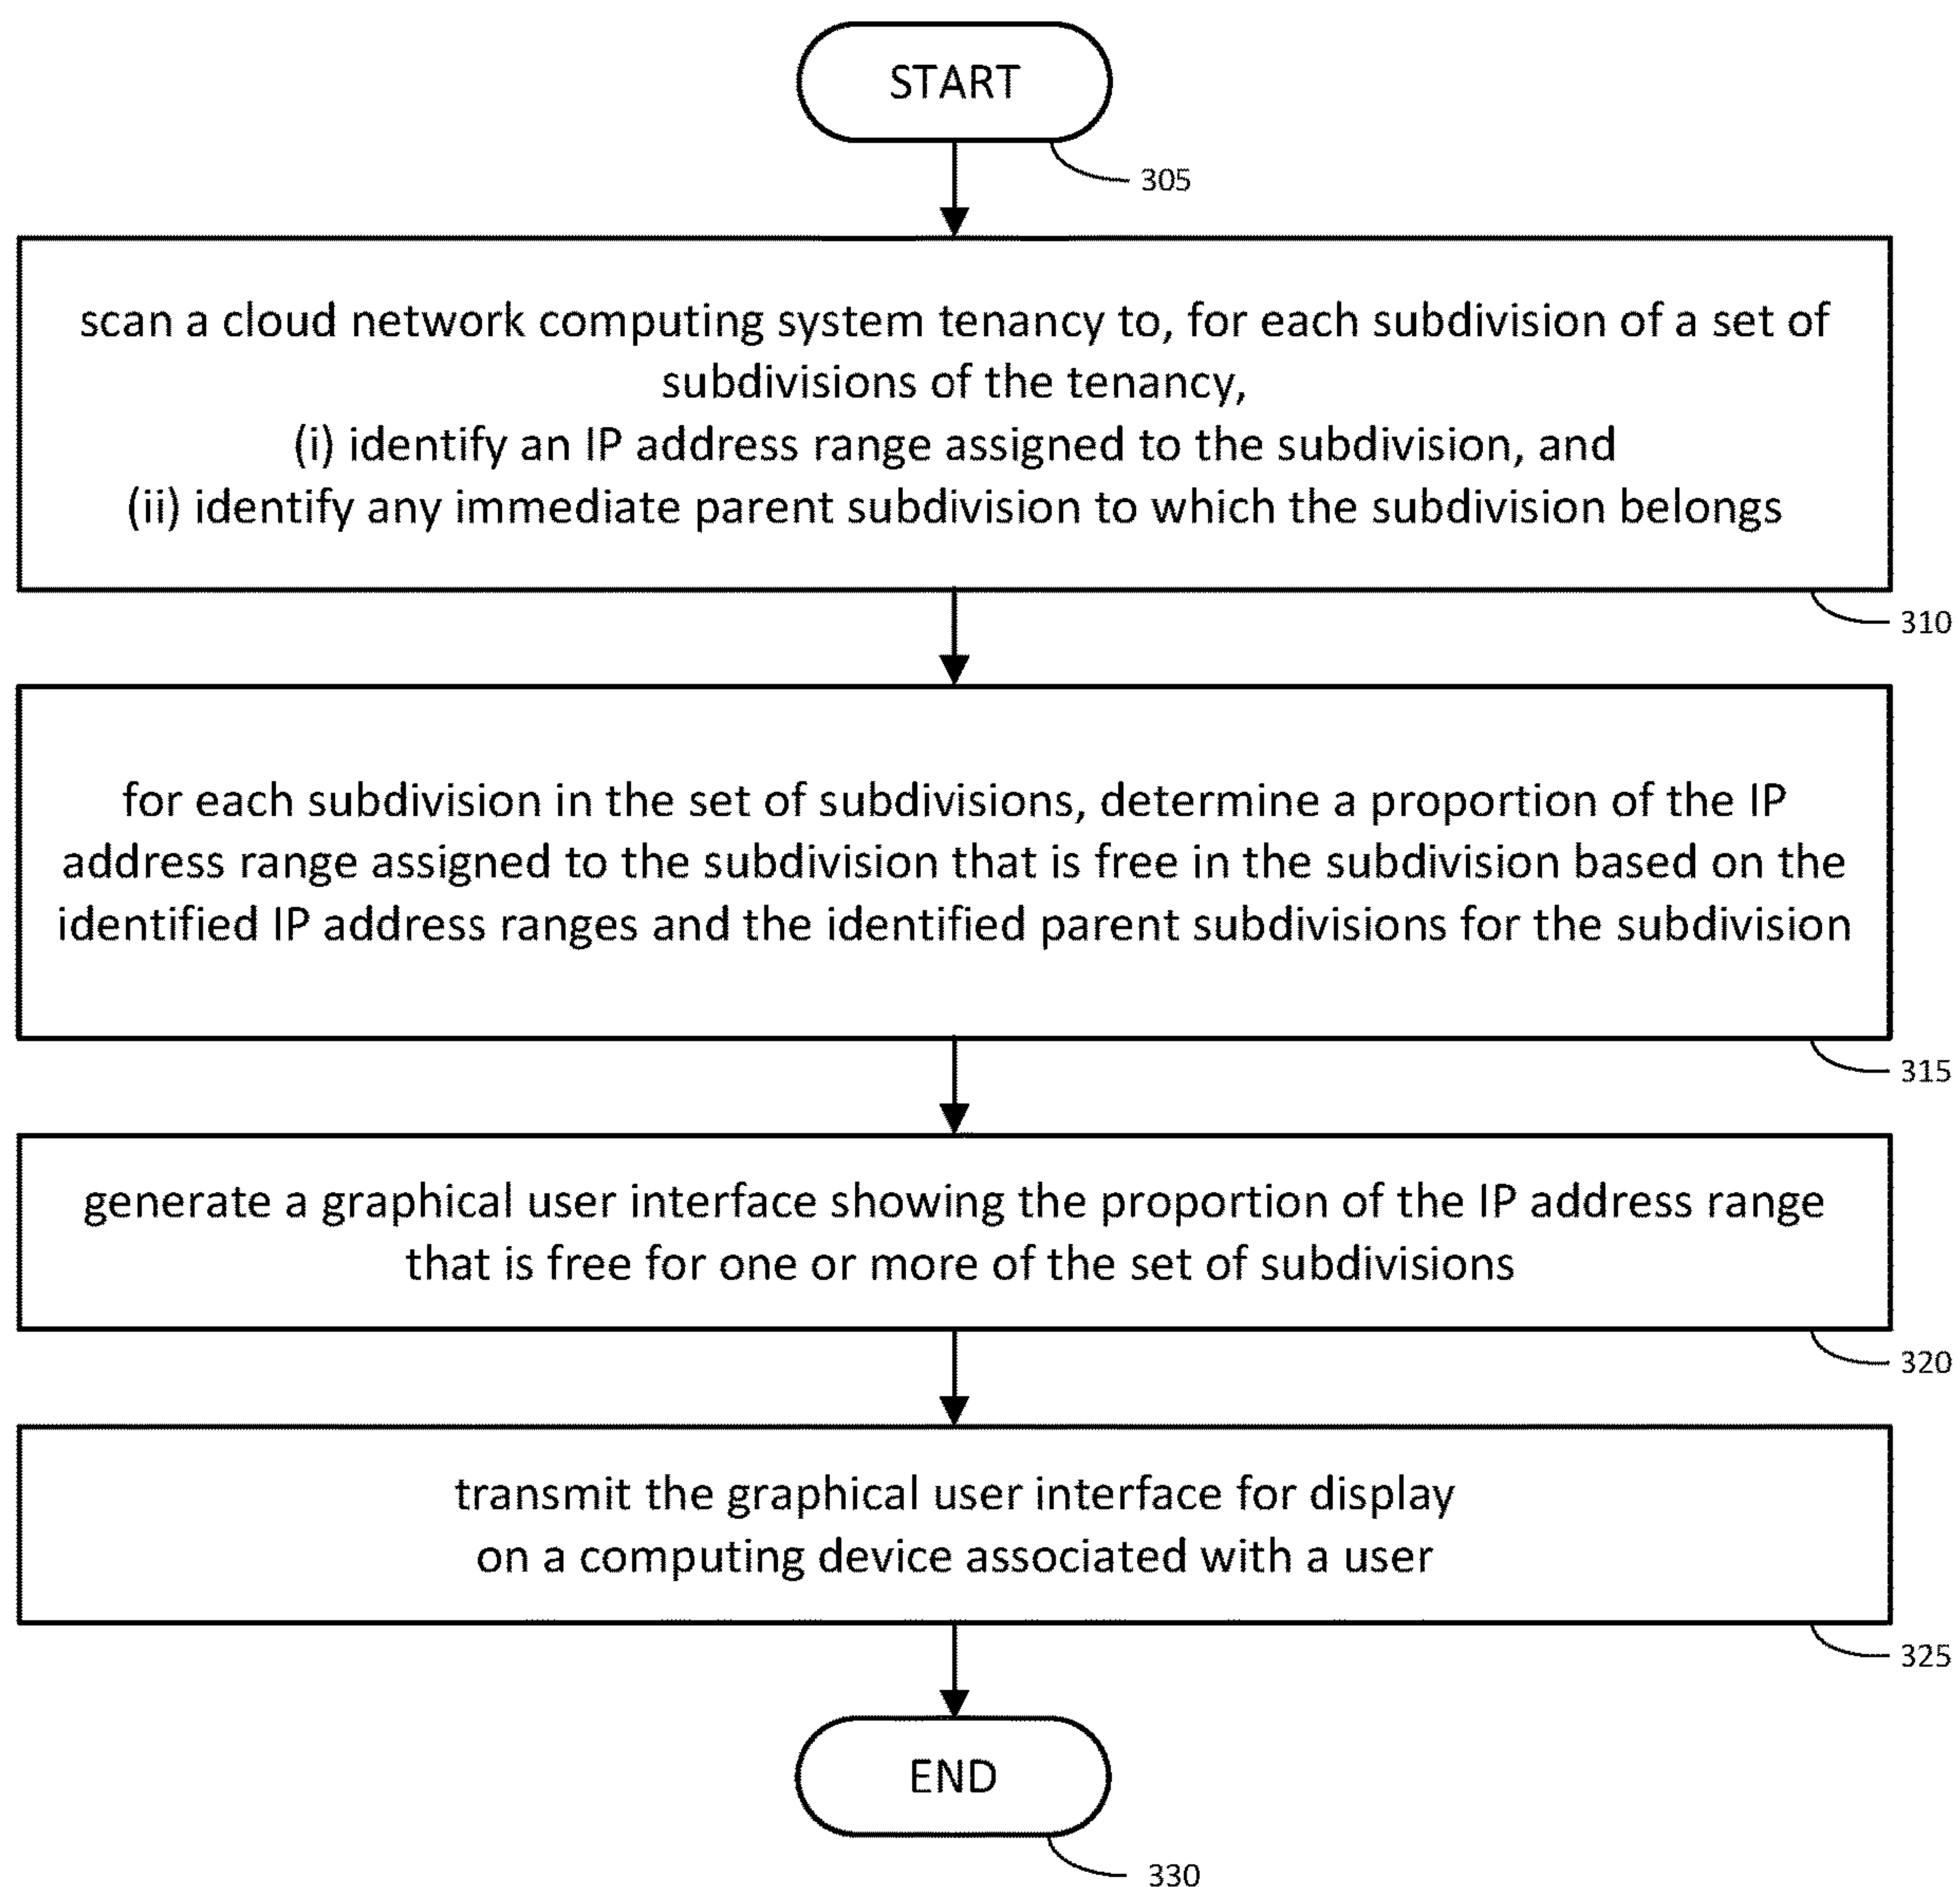 START
305
scan a cloud network computing system tenancy to, for each subdivision of a set of
subdivisions of the tenancy,
(i) identify an IP address range assigned to the subdivision, and
(ii) identify any immediate parent subdivision to which the subdivision belongs
310
for each subdivision in the set of subdivisions, determine a proportion of the IP
address range assigned to the subdivision that is free in the subdivision based on the
identified IP address ranges and the identified parent subdivisions for the subdivision
315
generate a graphical user interface showing the proportion of the IP address range
that is free for one or more of the set of subdivisions
320
transmit the graphical user interface for display
on a computing device associated with a user
325
END
330